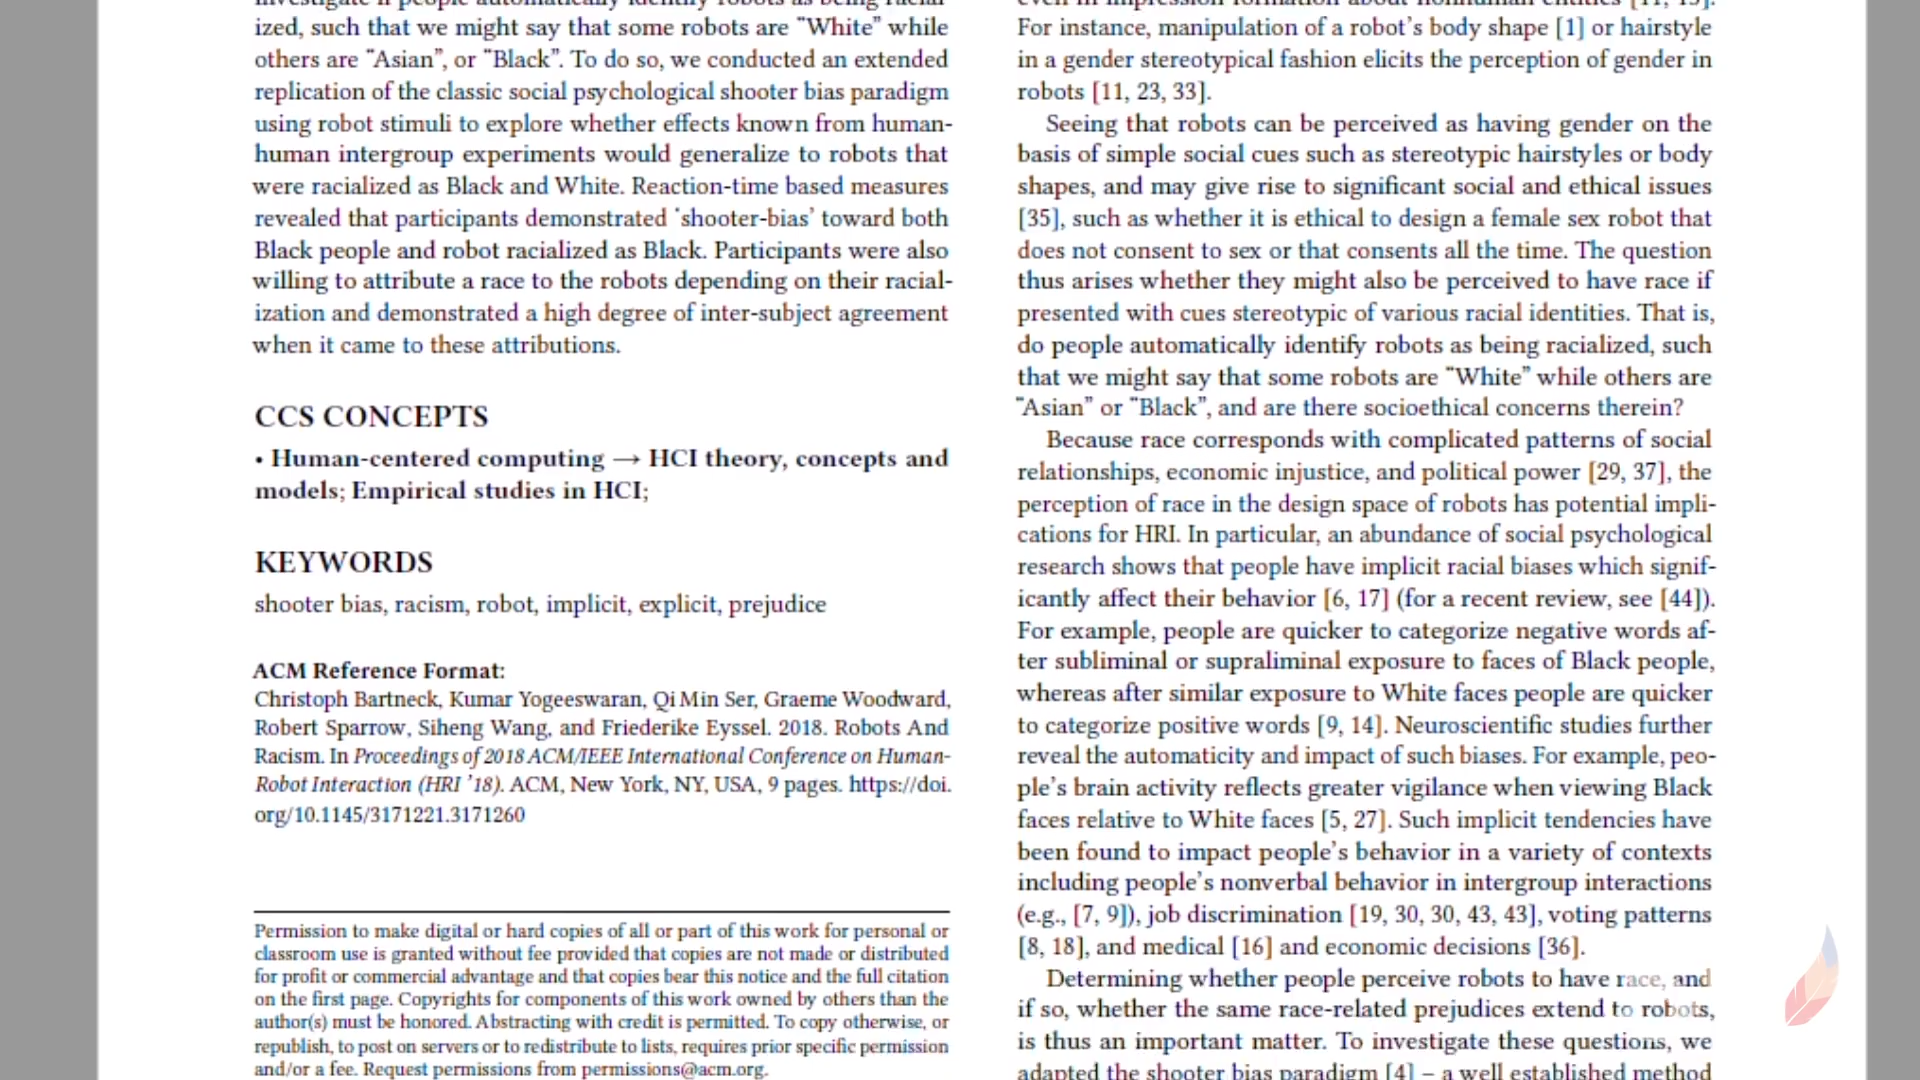 ized, such that we might say that some robots are “White” while
others are “Asian”, or “Black”. To do so, we conducted an extended
replication of the classic social psychological shooter bias paradigm
using robot stimuli to explore whether effects known from human-
human intergroup experiments would generalize to robots that
were racialized as Black and White. Reaction-time based measures
revealed that participants demonstrated ‘shooter-bias’ toward both
Black people and robot racialized as Black. Participants were also
willing to attribute a race to the robots depending on their racial-
ization and demonstrated a high degree of inter-subject agreement
when it came to these attributions.
CCS CONCEPTS
• Human-centered computing → HCI theory, concepts and
models; Empirical studies in HCI;
KEYWORDS
shooter bias, racism, robot, implicit, explicit, prejudice
ACM Reference Format:
Christoph Bartneck, Kumar Yogeeswaran, Qi Min Ser, Graeme Woodward,
Robert Sparrow, Siheng Wang, and Friederike Eyssel. 2018. Robots And
Racism. In Proceedings of 2018 ACM/IEEE International Conference on Human-
Robot Interaction (HRI ’18). ACM, New York, NY, USA, 9 pages. https://doi.
org/10.1145/3171221.3171260
Permission to make digital or hard copies of all or part of this work for personal or
classroom use is granted without fee provided that copies are not made or distributed
for profit or commercial advantage and that copies bear this notice and the full citation
on the first page. Copyrights for components of this work owned by others than the
author(s) must be honored. Abstracting with credit is permitted. To copy otherwise, or
republish, to post on servers or to redistribute to lists, requires prior specific permission
and/or a fee. Request permissions from permissions@acm.org.
For instance, manipulation of a robot’s body shape [1] or hairstyle
in a gender stereotypical fashion elicits the perception of gender in
robots [11, 23, 33].
Seeing that robots can be perceived as having gender on the
basis of simple social cues such as stereotypic hairstyles or body
shapes, and may give rise to significant social and ethical issues
[35], such as whether it is ethical to design a female sex robot that
does not consent to sex or that consents all the time. The question
thus arises whether they might also be perceived to have race if
presented with cues stereotypic of various racial identities. That is,
do people automatically identify robots as being racialized, such
that we might say that some robots are “White” while others are
“Asian” or “Black”, and are there socioethical concerns therein?
Because race corresponds with complicated patterns of social
relationships, economic injustice, and political power [29, 37], the
perception of race in the design space of robots has potential impli-
cations for HRI. In particular, an abundance of social psychological
research shows that people have implicit racial biases which signif-
icantly affect their behavior [6, 17] (for a recent review, see [44]).
For example, people are quicker to categorize negative words af-
ter subliminal or supraliminal exposure to faces of Black people,
whereas after similar exposure to White faces people are quicker
to categorize positive words [9, 14]. Neuroscientific studies further
reveal the automaticity and impact of such biases. For example, peo-
ple’s brain activity reflects greater vigilance when viewing Black
faces relative to White faces [5, 27]. Such implicit tendencies have
been found to impact people’s behavior in a variety of contexts
including people’s nonverbal behavior in intergroup interactions
(e.g., [7, 9]), job discrimination [19, 30, 30, 43, 43], voting patterns
[8, 18], and medical [16] and economic decisions [36].
Determining whether people perceive robots to have race, and
if so, whether the same race-related prejudices extend to robots,
is thus an important matter. To investigate these questions, we
adapted the shooter bias paradigm [4] – a well established method